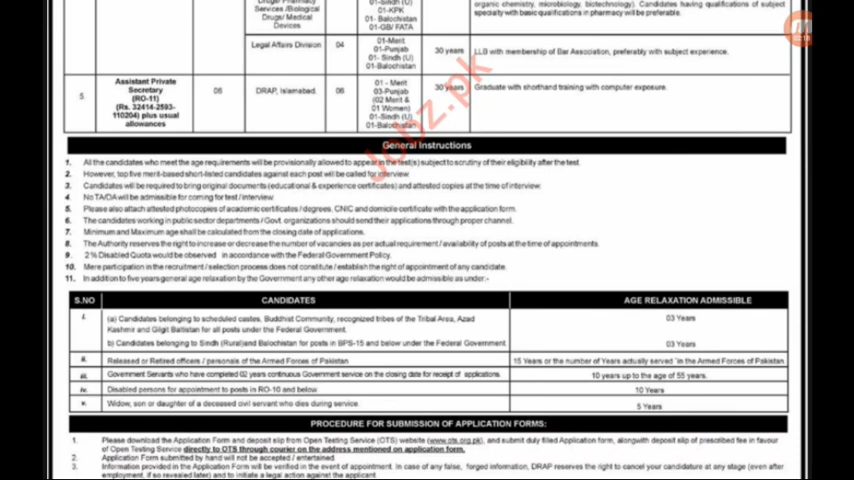 Drugs/ Pharmacy
Services /Biological
Drugs/ Medical
Devices
01-Sindh (U)
01-KPK
01- Balochistan
01-GB/ FATA
organic chemistry, microbiology, biotechnology). Candidates having qualifications of subject
specialty with basic qualifications in pharmacy will be preferable.
Legal Affairs Division
04
01-Merit
01-Punjab
01- Sindh (U)
01-Balochistan
30 years
LLB with membership of Bar Association, preferably with subject experience.
5.
Assistant Private
Secretary
(RO-11)
(Rs. 32414-2593-
110204) plus usual
allowances
06
DRAP, Islamabad.
06
01 - Merit
03-Punjab
(02 Merit &
01 Women)
01-Sindh (U)
01-Balochistan
30 years
Graduate with shorthand training with computer exposure.
Jobz.pk
General Instructions
1. All the candidates who meet the age requirements will be provisionally allowed to appear in the test(s) subject to scrutiny of their eligibility after the test.
2. However, top five merit-based short-listed candidates against each post will be called for interview.
3. Candidates will be required to bring original documents (educational & experience certificates) and attested copies at the time of interview.
4. No TA/DA will be admissible for coming for test / interview.
5. Please also attach attested photocopies of academic certificates / degrees, CNIC and domicile certificate with the application form.
6. The candidates working in public sector departments / Govt. organizations should send their applications through proper channel.
7. Minimum and Maximum age shall be calculated from the closing date of applications.
8. The Authority reserves the right to increase or decrease the number of vacancies as per actual requirement / availability of posts at the time of appointments.
9. 2 % Disabled Quota would be observed in accordance with the Federal Government Policy.
10. Mere participation in the recruitment / selection process does not constitute / establish the right of appointment of any candidate.
11. In addition to five years general age relaxation by the Government any other age relaxation would be admissible as under:-
S.NO CANDIDATES AGE RELAXATION ADMISSIBLE
i. (a) Candidates belonging to scheduled castes, Buddhist Community, recognized tribes of the Tribal Area, Azad
Kashmir and Gilgit Baltistan for all posts under the Federal Government.
03 Years
b) Candidates belonging to Sindh (Rural)and Balochistan for posts in BPS-15 and below under the Federal Government. 03 Years
ii. Released or Retired officers / personals of the Armed Forces of Pakistan 15 Years or the number of Years actually served "in the Armed Forces of Pakistan.
iii. Government Servants who have completed 02 years continuous Government service on the closing date for receipt of applications. 10 years up to the age of 55 years.
iv. Disabled persons for appointment to posts in RO-10 and below. 10 Years
v. Widow, son or daughter of a deceased civil servant who dies during service. 5 Years
PROCEDURE FOR SUBMISSION OF APPLICATION FORMS:
1. Please download the Application Form and deposit slip from Open Testing Service (OTS) website (www.ots.org.pk), and submit duly filled Application form, alongwith deposit slip of prescribed fee in favour
of Open Testing Service directly to OTS through courier on the address mentioned on application form.
2. Application Form submitted by hand will not be accepted / entertained.
3. Information provided in the Application Form will be verified in the event of appointment. In case of any false, forged information, DRAP reserves the right to cancel your candidature at any stage (even after
employment, if so revealed later) and to initiate a legal action against the applicant.